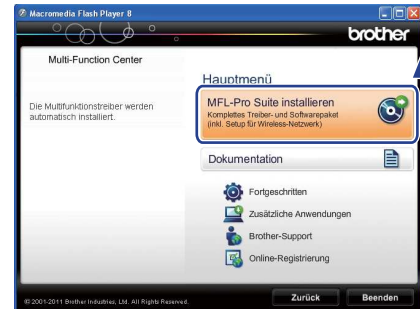 Macromedia Flash Player 8
brother
Multi-Function Center
Die Multifunktionstreiber werden
automatisch installiert.
Hauptmenü
MFL-Pro Suite installieren
Komplettes Treiber- und Softwarepaket
(inkl. Setup für Wireless-Netzwerk)
Dokumentation
Fortgeschritten
Zusätzliche Anwendungen
Brother-Support
Online-Registrierung
© 2001-2011 Brother Industries, Ltd. All Rights Reserved.
Zurück
Beenden